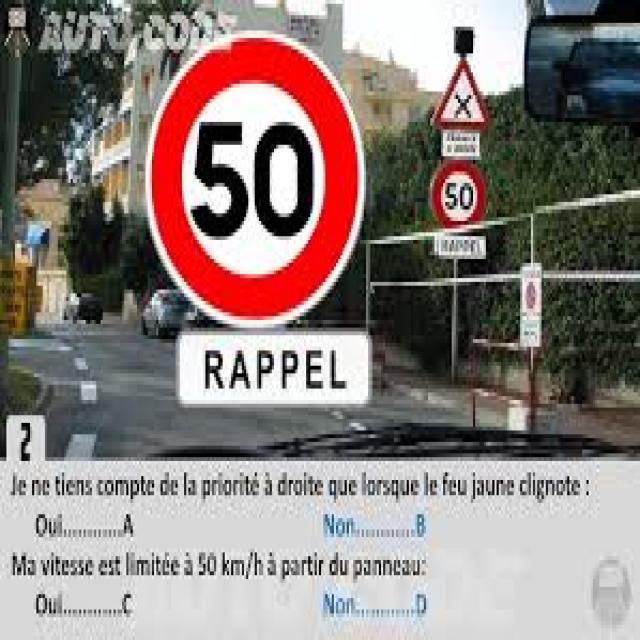 AUTO CODE
50
RAPPEL
50
RAPPEL
2
Je ne tiens compte de la priorité à droite que lorsque le feu jaune clignote :
Oui............A Non............B
Ma vitesse est limitée à 50 km/h à partir du panneau:
Oui............C Non............D